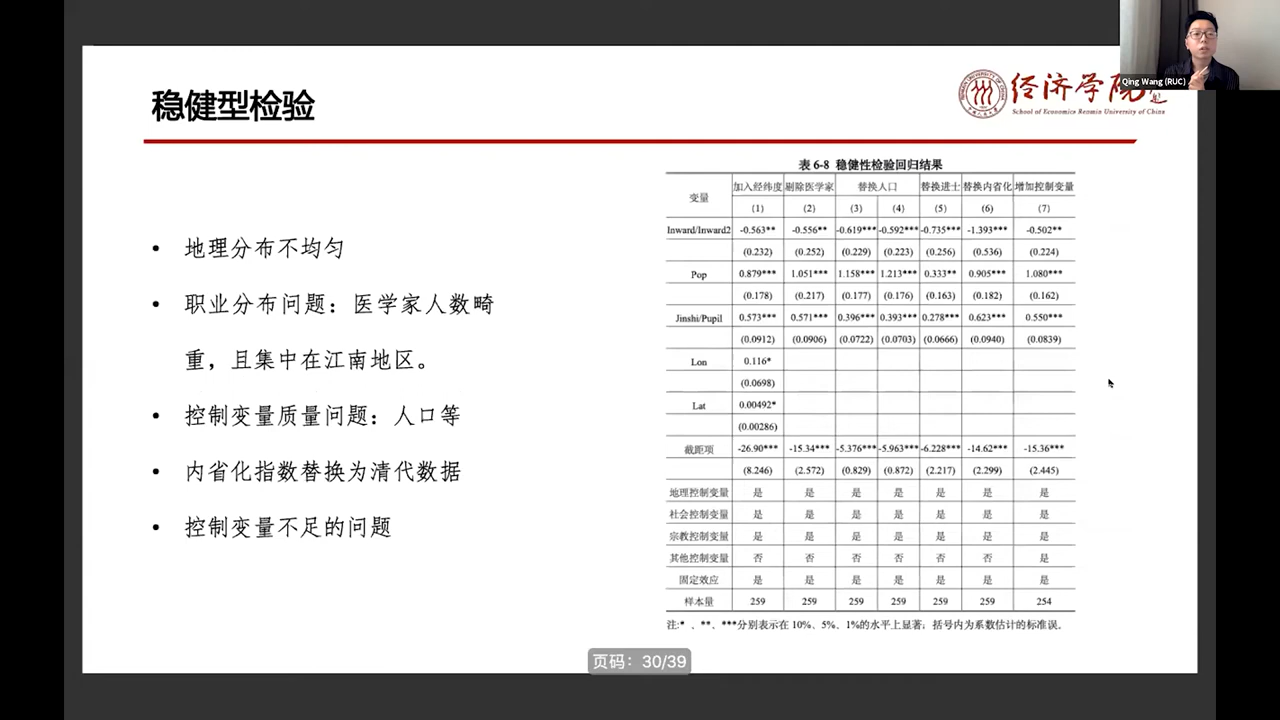 稳健型检验
经济学院
School of Economics Renmin University of China
Qing Wang (RUC)
• 地理分布不均匀
• 职业分布问题：医学家人数畸
重，且集中在江南地区。
• 控制变量质量问题：人口等
• 内省化指数替换为清代数据
• 控制变量不足的问题
表 6-8 稳健性检验回归结果
变量 加入经纬度 剔除医学家 替换人口 替换进士 替换内省化 增加控制变量
(1) (2) (3) (4) (5) (6) (7)
Inward/Inward2 -0.563** -0.556** -0.619*** -0.592*** -0.735*** -1.393*** -0.502**
(0.232) (0.252) (0.229) (0.223) (0.256) (0.536) (0.224)
Pop 0.879*** 1.051*** 1.158*** 1.213*** 0.333** 0.905*** 1.080***
(0.178) (0.217) (0.177) (0.176) (0.163) (0.182) (0.162)
Jinshi/Pupil 0.573*** 0.571*** 0.396*** 0.393*** 0.278*** 0.623*** 0.550***
(0.0912) (0.0906) (0.0722) (0.0703) (0.0666) (0.0940) (0.0839)
Lon 0.116*
(0.0698)
Lat 0.00492*
(0.00286)
截距项 -26.90*** -15.34*** -5.376*** -5.963*** -6.228*** -14.62*** -15.36***
(8.246) (2.572) (0.829) (0.872) (2.217) (2.299) (2.445)
地理控制变量 是 是 是 是 是 是 是
社会控制变量 是 是 是 是 是 是 是
宗教控制变量 是 是 是 是 是 是 是
其他控制变量 否 否 否 否 否 否 是
固定效应 是 是 是 是 是 是 是
样本量 259 259 259 259 259 259 254
注:* 、**、***分别表示在 10%、5%、1%的水平上显著；括号内为系数估计的标准误。
页码：30/39